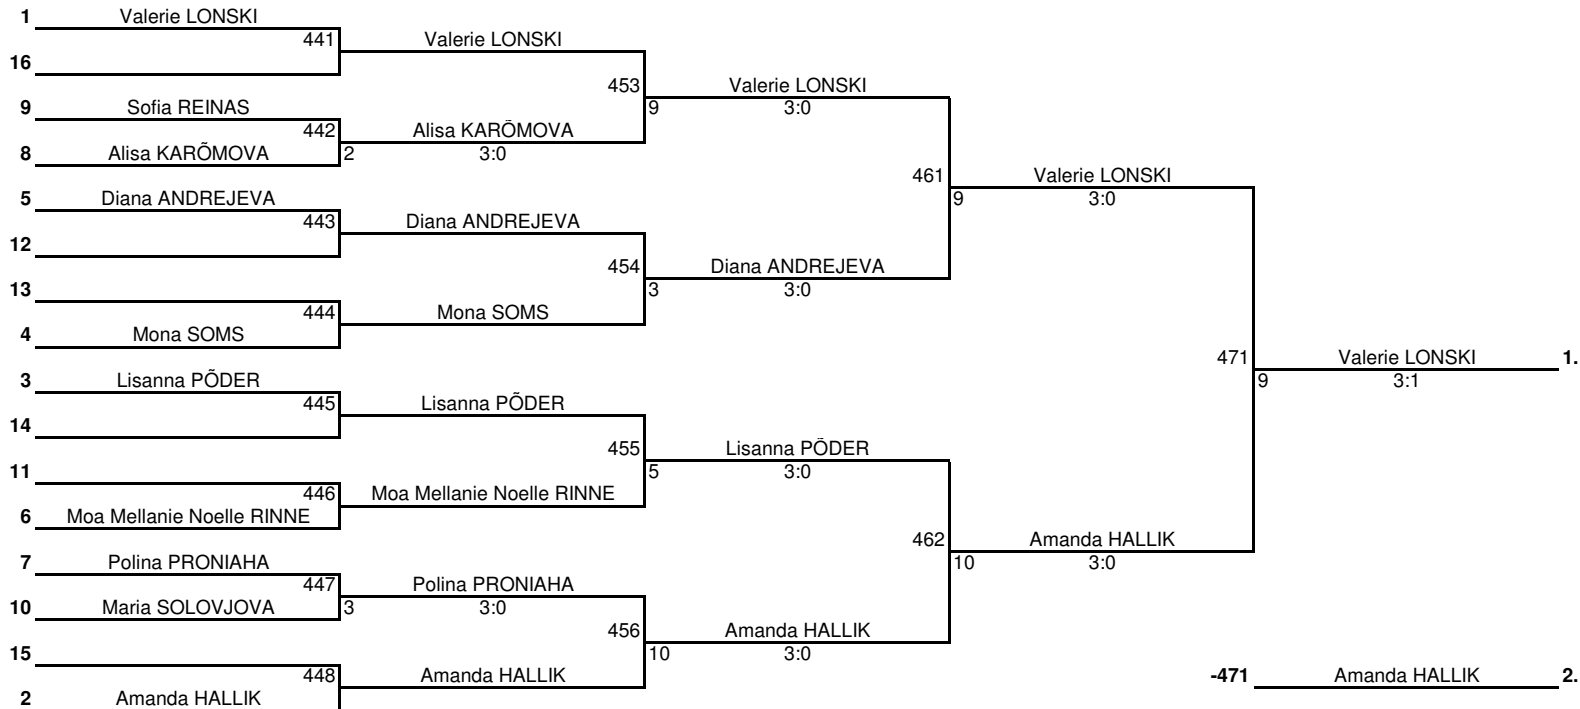 1 Valerie LONSKI
441 Valerie LONSKI
16
453 Valerie LONSKI
9 Sofia REINAS
9 3:0
442 Alisa KARÕMOVA
8 Alisa KARÕMOVA 2 3:0
461 Valerie LONSKI
5 Diana ANDREJEVA
9 3:0
443 Diana ANDREJEVA
12
454 Diana ANDREJEVA
13
3 3:0
444 Mona SOMS
4 Mona SOMS
471 Valerie LONSKI 1.
3 Lisanna PÕDER
9 3:1
445 Lisanna PÕDER
14
455 Lisanna PÕDER
11
5 3:0
446 Moa Mellanie Noelle RINNE
6 Moa Mellanie Noelle RINNE
462 Amanda HALLIK
7 Polina PRONIAHA
10 3:0
447 Polina PRONIAHA
10 Maria SOLOVJOVA 3 3:0
456 Amanda HALLIK
15
10 3:0
448 Amanda HALLIK
-471 Amanda HALLIK 2.
2 Amanda HALLIK